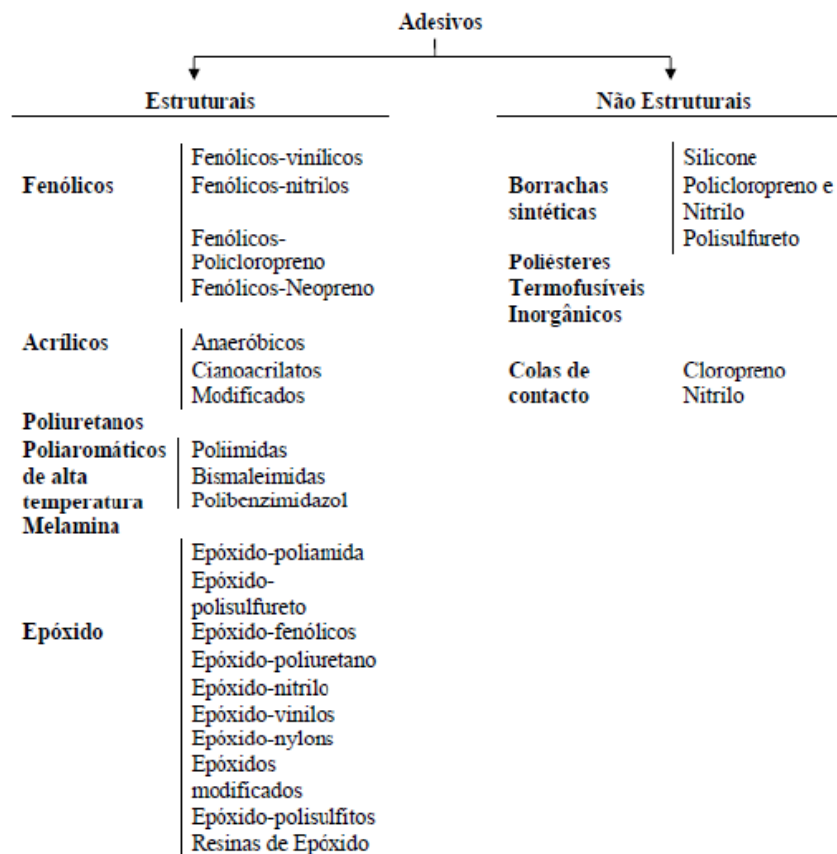 Adesivos
Estruturais
Fenólicos
Fenólicos-vinílicos
Fenólicos-nitrilos
Fenólicos-
Policloropreno
Fenólicos-Neopreno
Acrílicos
Anaeróbicos
Cianoacrilatos
Modificados
Poliuretanos
Poliaromáticos
de alta
temperatura
Poliimidas
Bismaleimidas
Polibenzimidazol
Melamina
Epóxido
Epóxido-poliamida
Epóxido-
polisulfureto
Epóxido-fenólicos
Epóxido-poliuretano
Epóxido-nitrilo
Epóxido-vinilos
Epóxido-nylons
Epóxidos
modificados
Epóxido-polisulfitos
Resinas de Epóxido
Não Estruturais
Borrachas
sintéticas
Silicone
Policloropreno e
Nitrilo
Polisulfureto
Poliésteres
Termofusíveis
Inorgânicos
Colas de
contacto
Cloropreno
Nitrilo